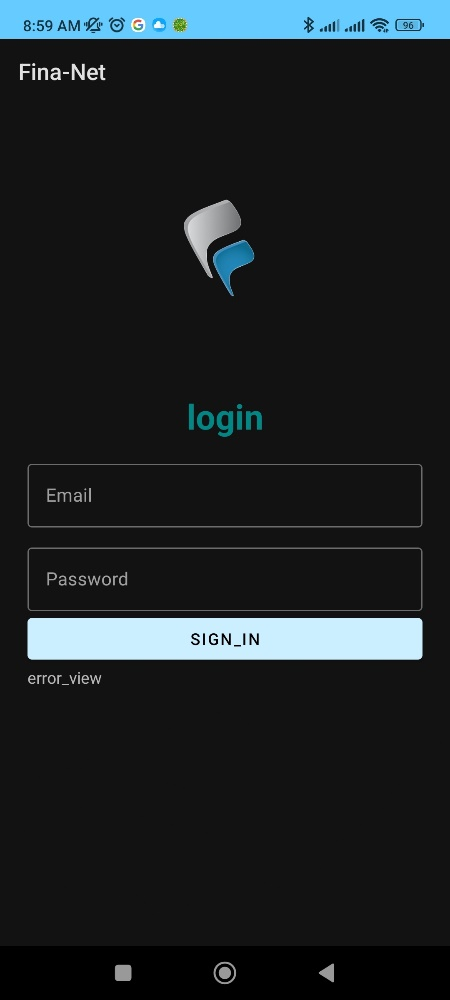 8:59 AM
96
Fina-Net
login
Email
Password
SIGN_IN
error_view